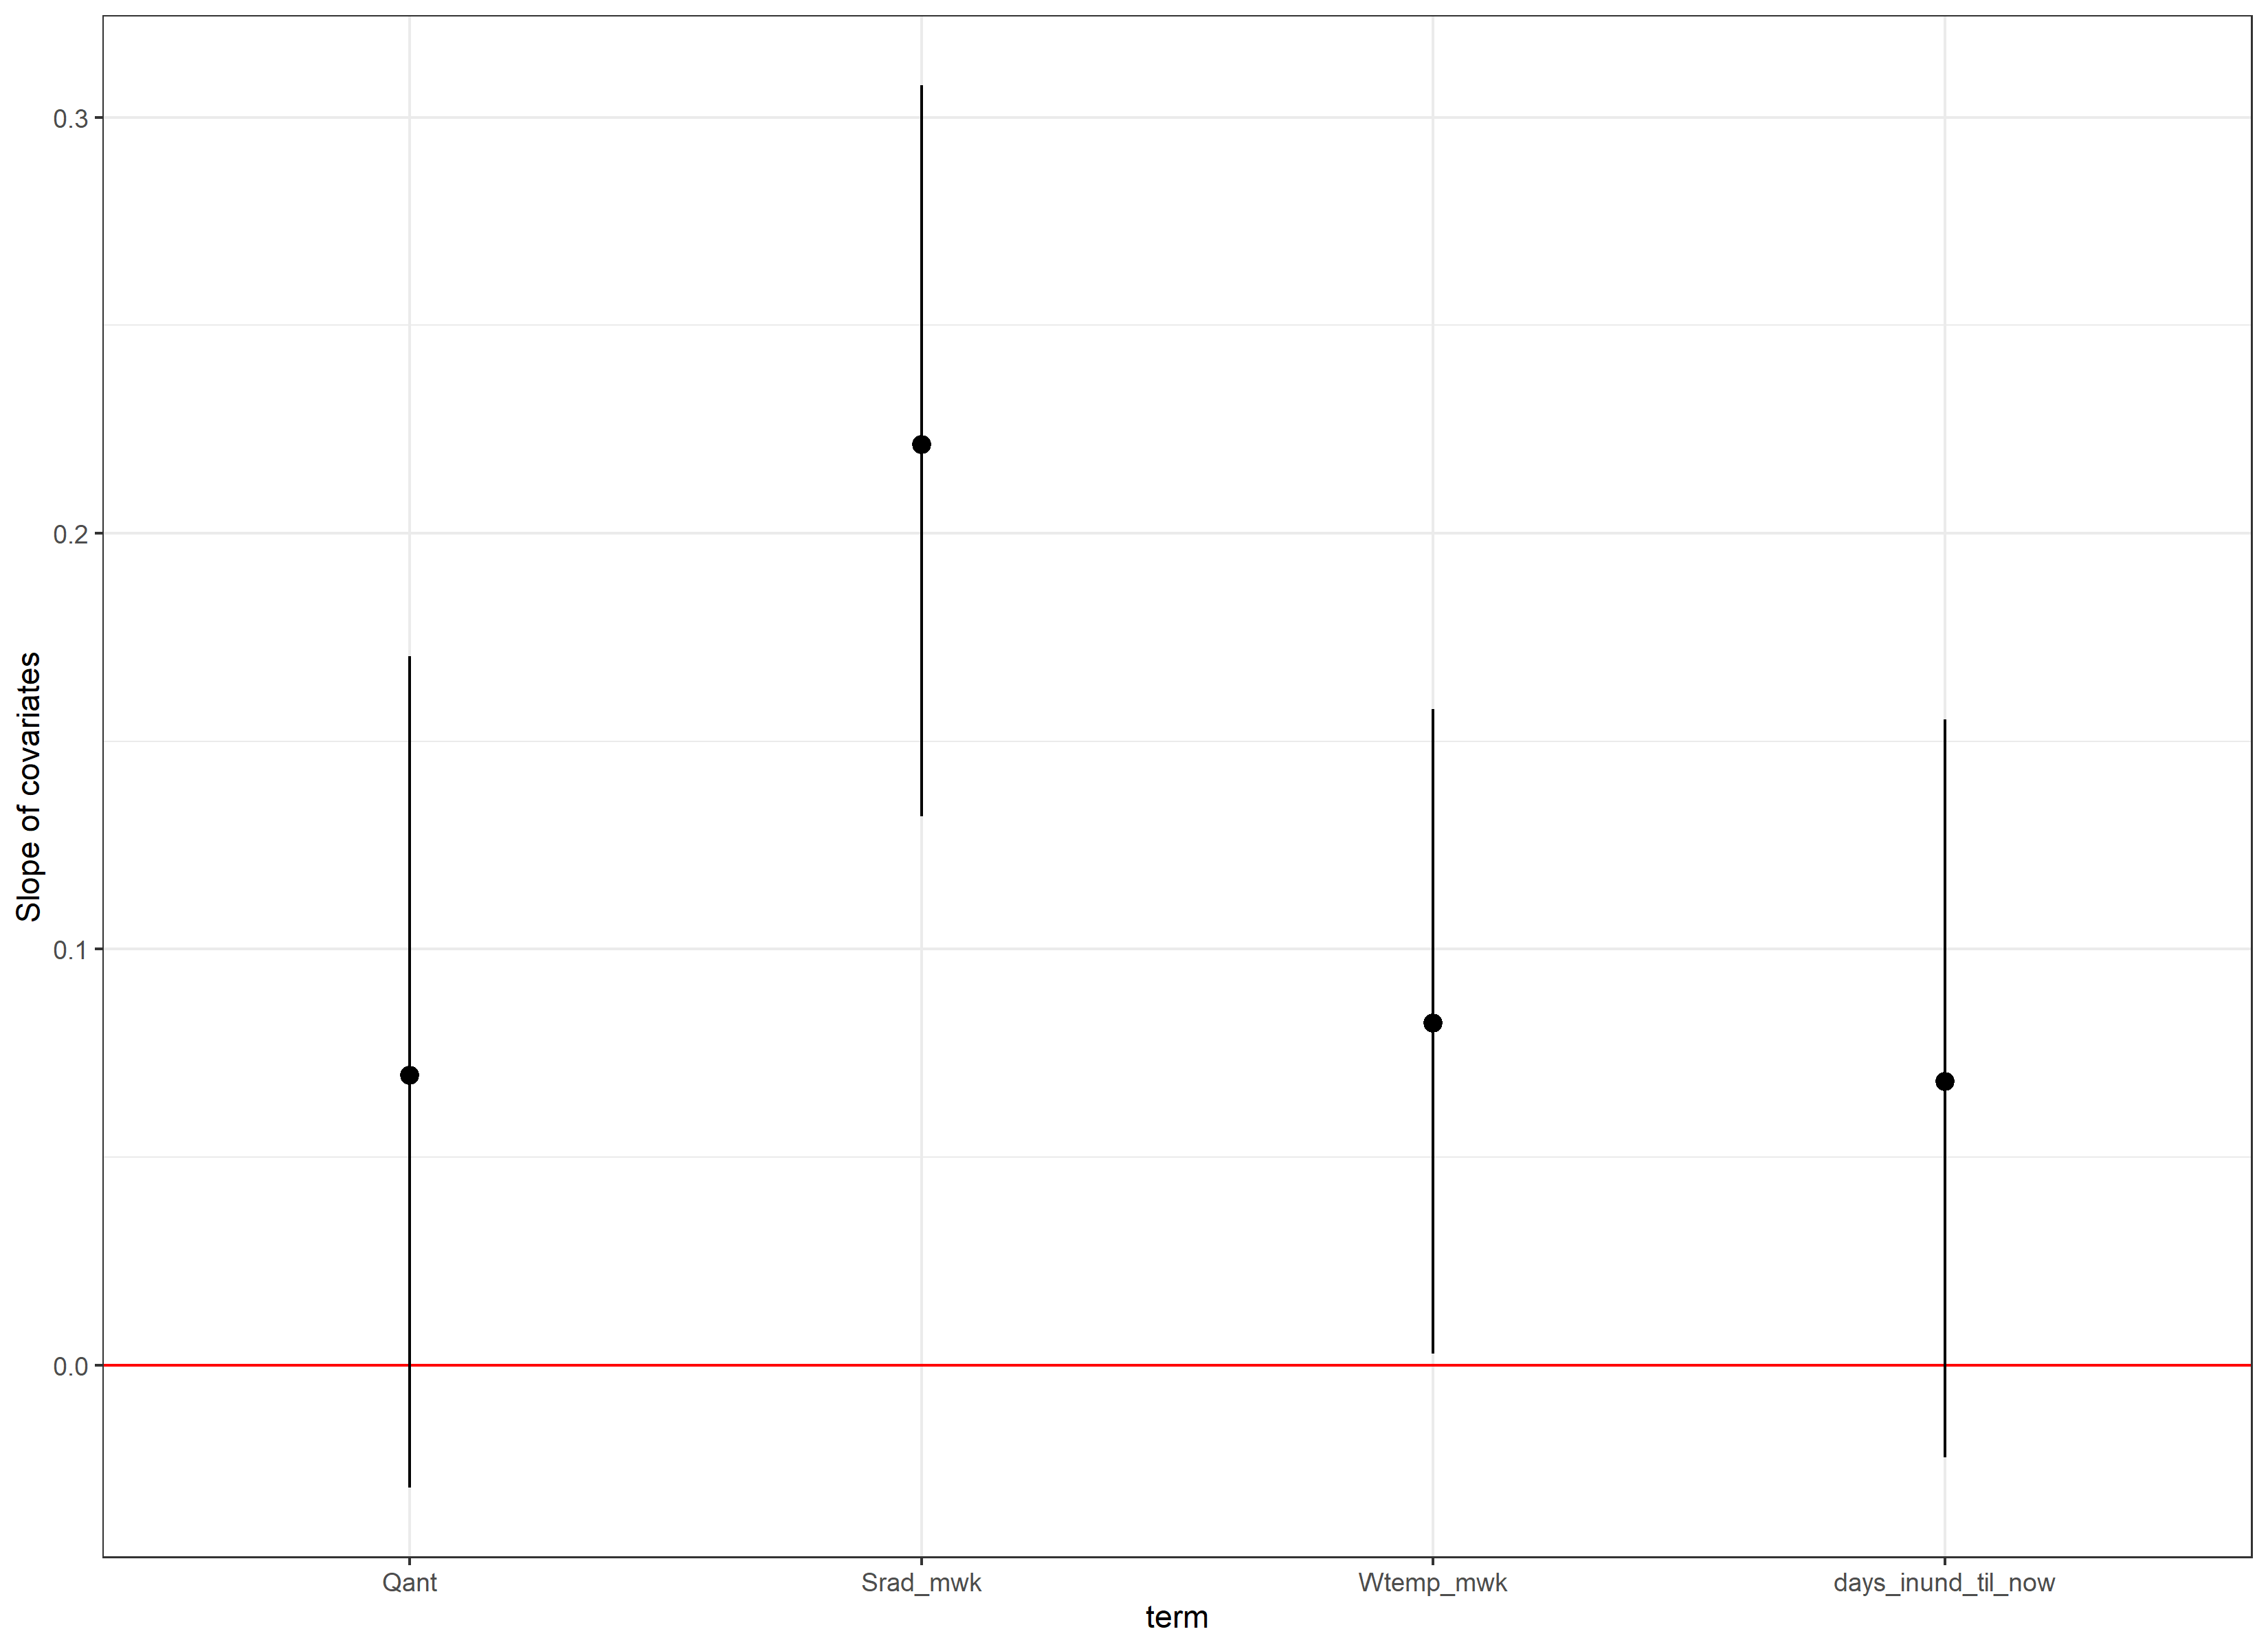 Slope of covariates
0.3
0.2
0.1
0.0
Qant Srad_mwk Wtemp_mwk days_inund_til_now
term